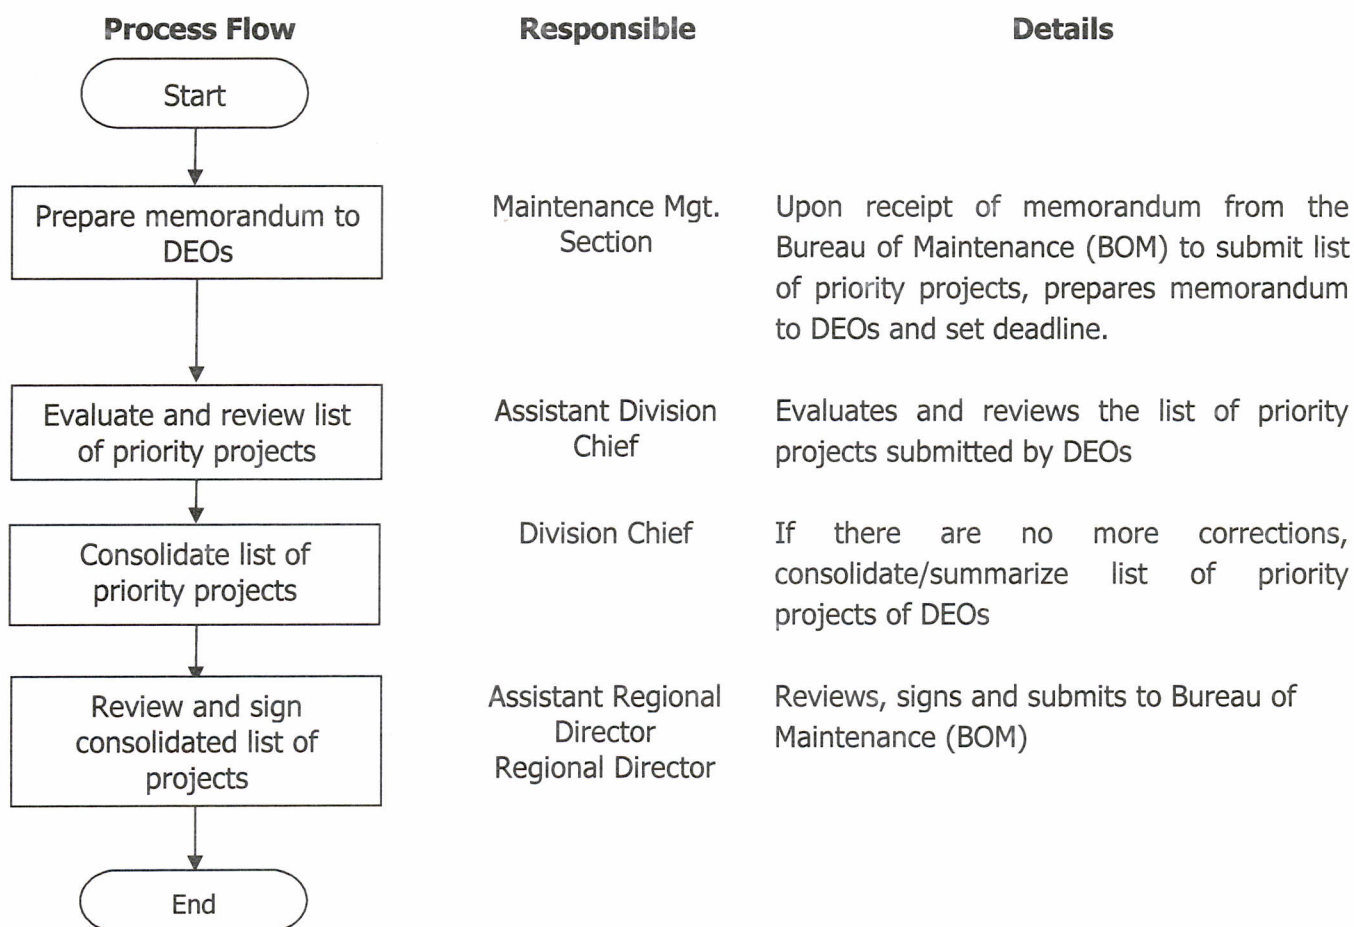 Process Flow
Responsible
Details
Start
Prepare memorandum to
DEOs
Maintenance Mgt.
Section
Upon receipt of memorandum from the
Bureau of Maintenance (BOM) to submit list
of priority projects, prepares memorandum
to DEOs and set deadline.
Evaluate and review list
of priority projects
Assistant Division
Chief
Evaluates and reviews the list of priority
projects submitted by DEOs
Consolidate list of
priority projects
Division Chief
If there are no more corrections,
consolidate/summarize list of priority
projects of DEOs
Review and sign
consolidated list of
projects
Assistant Regional
Director
Regional Director
Reviews, signs and submits to Bureau of
Maintenance (BOM)
End